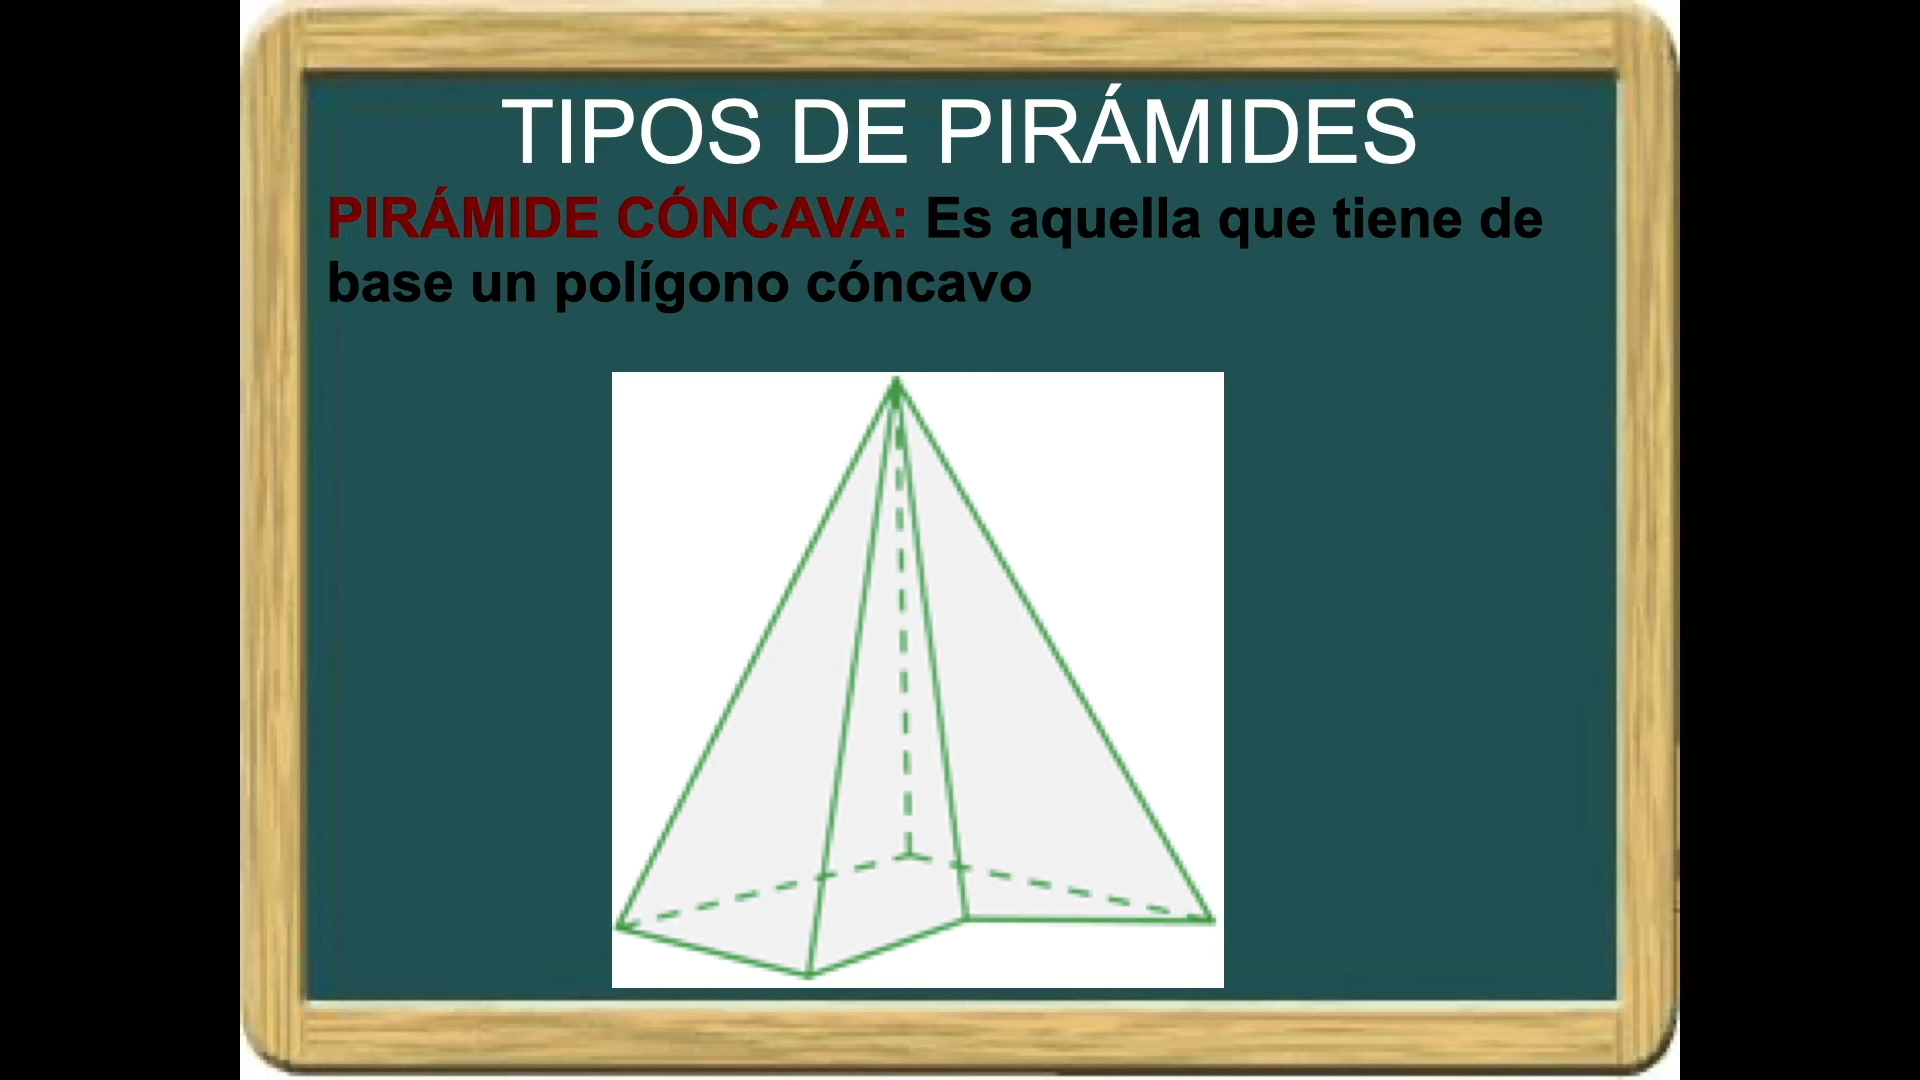 TIPOS DE PIRÁMIDES
PIRÁMIDE CÓNCAVA: Es aquella que tiene de
base un polígono cóncavo